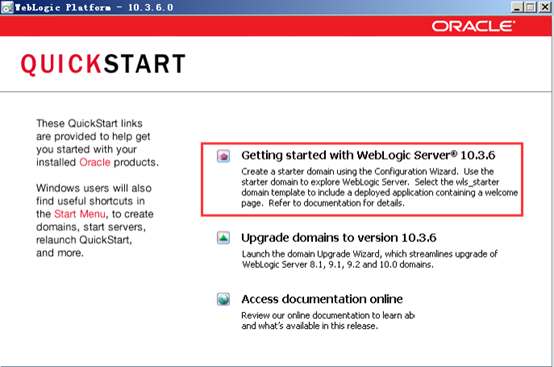 WebLogic Platform - 10.3.6.0
ORACLE
QUICKSTART
These QuickStart links
are provided to help get
you started with your
installed Oracle products.
Windows users will also
find useful shortcuts in
the Start Menu, to create
domains, start servers,
relaunch QuickStart,
and more.
Getting started with WebLogic Server® 10.3.6
Create a starter domain using the Configuration Wizard. Use the
starter domain to explore WebLogic Server. Select the wls_starter
domain template to include a deployed application containing a welcome
page. Refer to documentation for details.
Upgrade domains to version 10.3.6
Launch the domain Upgrade Wizard, which streamlines upgrade of
WebLogic Server 8.1, 9.1, 9.2 and 10.0 domains.
Access documentation online
Review our online documentation to learn ab
and what's available in this release.